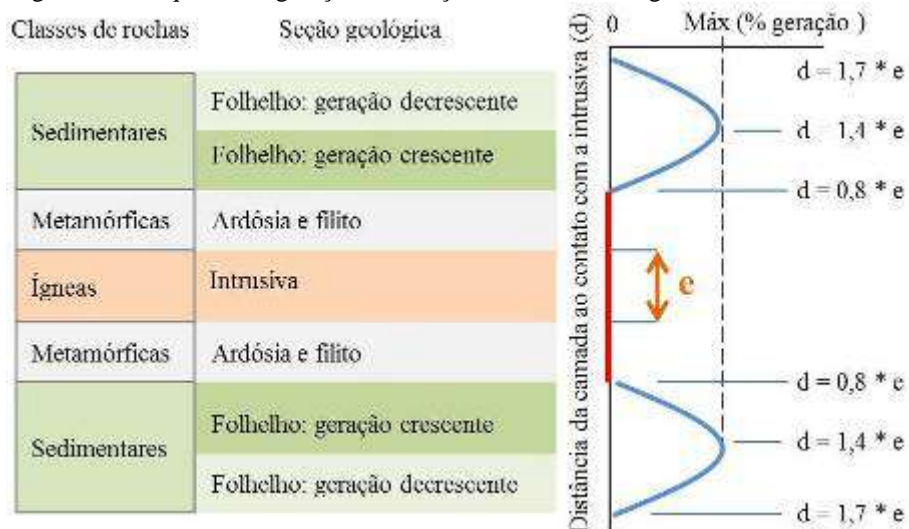 Classes de rochas
Seção geológica
0
Máx (% geração )
Sedimentares
Folhelho: geração decrescente
Folhelho: geração crescente
Metamórficas
Ardósia e filito
Ígneas
Intrusiva
Metamórficas
Ardósia e filito
Sedimentares
Folhelho: geração crescente
Folhelho: geração decrescente
Distância da camada ao contato com a intrusiva (d)
d = 1,7 * e
d = 1,4 * e
d = 0,8 * e
e
d = 0,8 * e
d = 1,4 * e
d = 1,7 * e